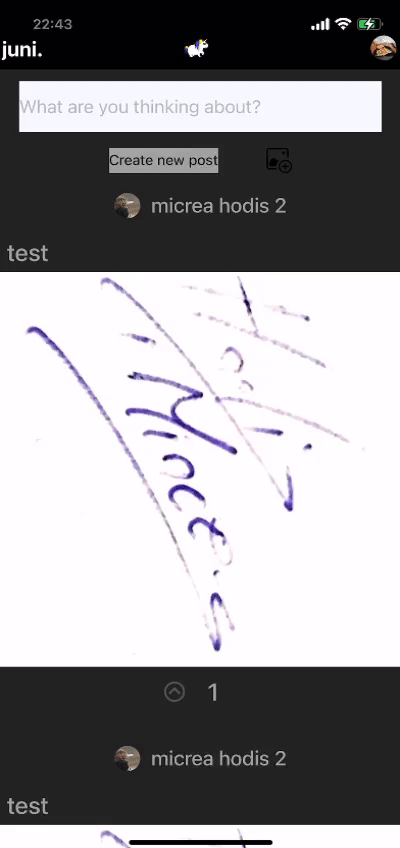 22:43
juni.
What are you thinking about?
Create new post
micrea hodis 2
test
1
micrea hodis 2
test